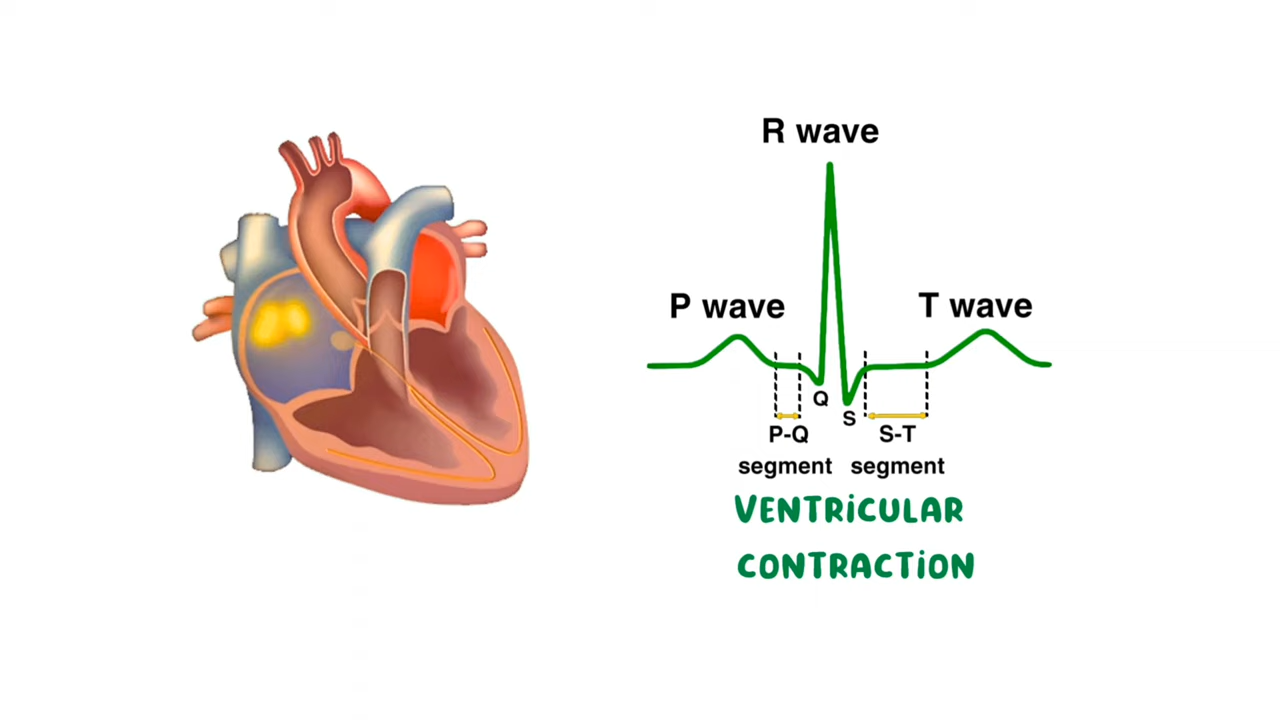 R wave
P wave
T wave
Q
S
P-Q
segment
S-T
segment
VENTRiCULAR
CONTRACTiON